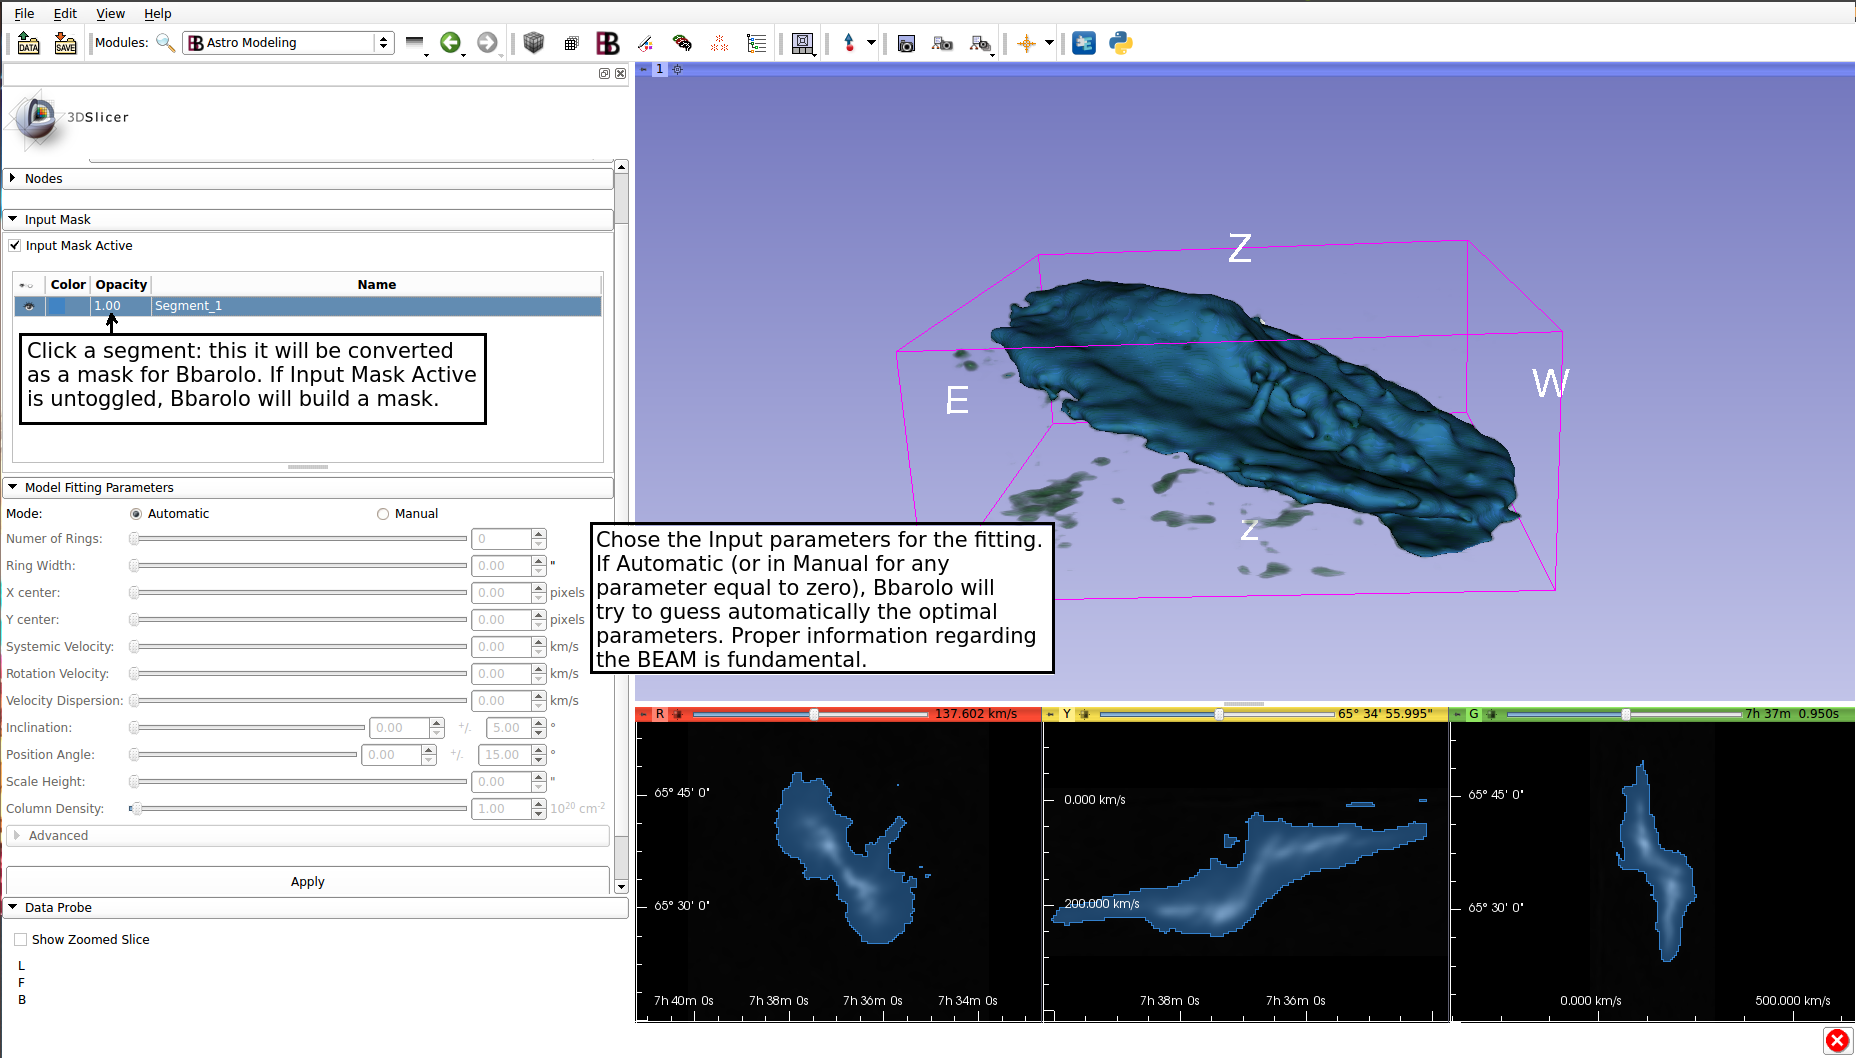 File Edit View Help
DATA SAVE Modules: Astro Modeling
1
3DSlicer
Nodes
Input Mask
Input Mask Active
Color Opacity Name
1.00 Segment_1
Click a segment: this it will be converted
as a mask for Bbarolo. If Input Mask Active
is untoggled, Bbarolo will build a mask.
Model Fitting Parameters
Mode: Automatic Manual
Numer of Rings: 0
Ring Width: 0.00 "
X center: 0.00 pixels
Y center: 0.00 pixels
Systemic Velocity: 0.00 km/s
Rotation Velocity: 0.00 km/s
Velocity Dispersion: 0.00 km/s
Inclination: 0.00 +/- 5.00 °
Position Angle: 0.00 +/- 15.00 °
Scale Height: 0.00 "
Column Density: 1.00 10²⁰ cm⁻²
Advanced
Apply
Data Probe
Show Zoomed Slice
L
F
B
Z
E
W
z
Chose the Input parameters for the fitting.
If Automatic (or in Manual for any
parameter equal to zero), Bbarolo will
try to guess automatically the optimal
parameters. Proper information regarding
the BEAM is fundamental.
R 137.602 km/s
65° 45' 0"
65° 30' 0"
7h 40m 0s 7h 38m 0s 7h 36m 0s 7h 34m 0s
Y 65° 34' 55.995"
0.000 km/s
200.000 km/s
7h 38m 0s 7h 36m 0s
G 7h 37m 0.950s
65° 45' 0"
65° 30' 0"
0.000 km/s 500.000 km/s